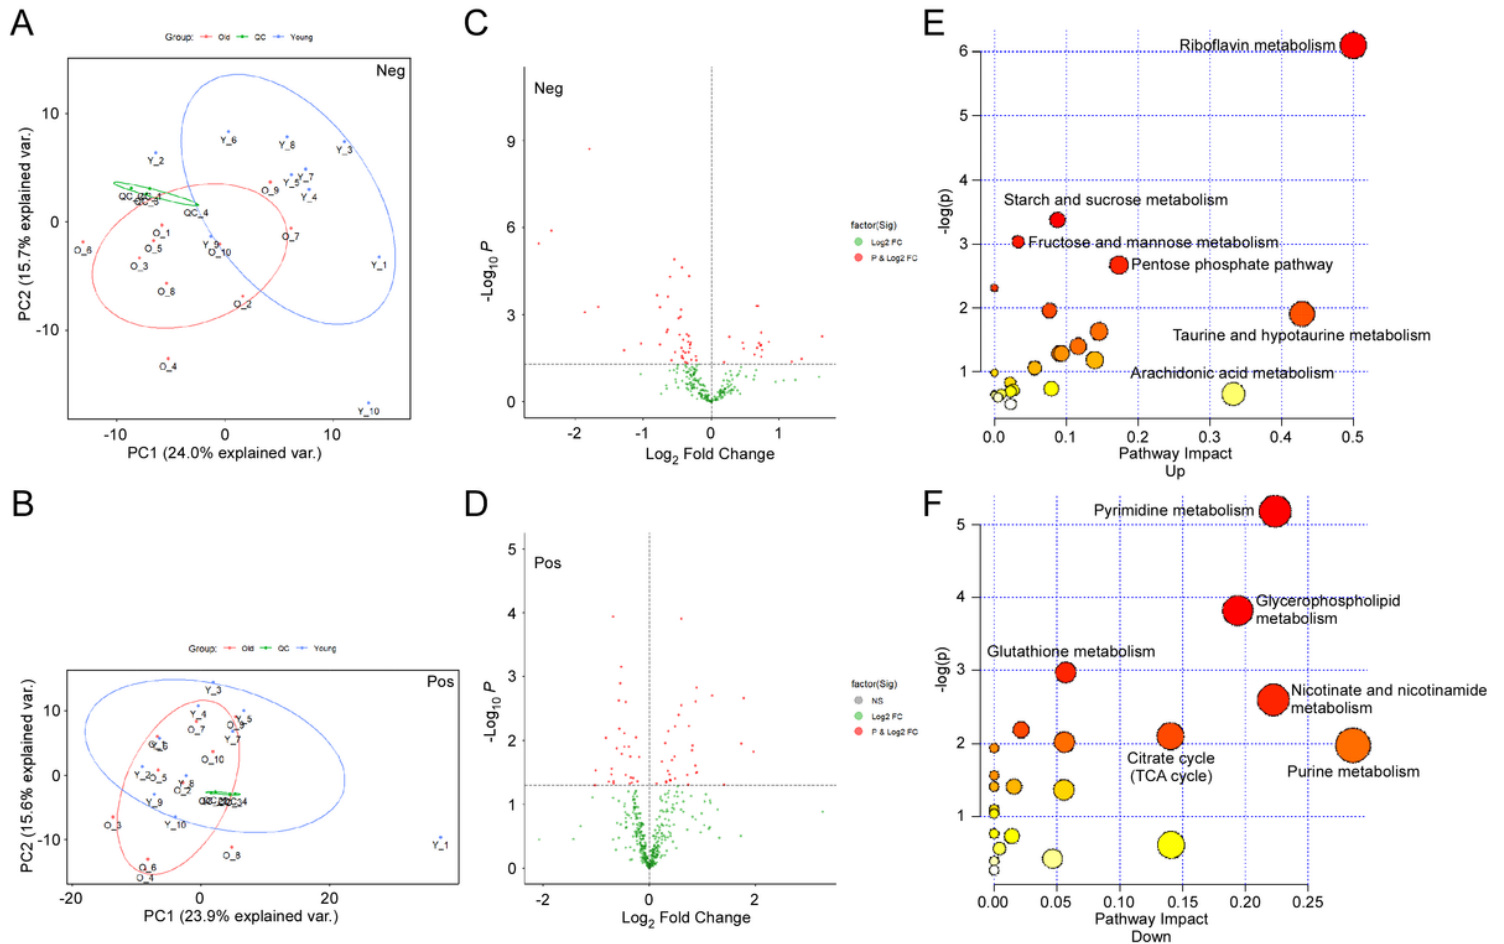 A
Group: Old QC Young
Neg
PC2 (15.7% explained var.)
10
0
-10
Y_6
Y_8
Y_3
Y_2
Y_7
Y_5
Y_4
O_9
QC_4
O_1
O_7
O_6
O_5
Y_9
O_10
O_3
Y_1
O_8
O_2
O_4
Y_10
-10
0
10
PC1 (24.0% explained var.)
B
Group: Old QC Young
Pos
PC2 (15.6% explained var.)
10
0
-10
Y_3
Y_4
Y_5
O_9
O_7
Y_7
Y_6
O_10
Y_2
O_5
Y_8
O_2
Y_9
O_3
Y_10
Y_1
O_8
O_6
O_4
-20
0
20
PC1 (23.9% explained var.)
C
Neg
-Log10 P
9
6
3
0
-2
-1
0
1
Log2 Fold Change
factor(Sig)
Log2 FC
P & Log2 FC
D
Pos
-Log10 P
5
4
3
2
1
0
-2
0
2
Log2 Fold Change
factor(Sig)
NS
Log2 FC
P & Log2 FC
E
-log(p)
6
5
4
3
2
1
Riboflavin metabolism
Starch and sucrose metabolism
Fructose and mannose metabolism
Pentose phosphate pathway
Taurine and hypotaurine metabolism
Arachidonic acid metabolism
0.0
0.1
0.2
0.3
0.4
0.5
Pathway Impact
Up
F
-log(p)
5
4
3
2
1
Pyrimidine metabolism
Glycerophospholipid
metabolism
Glutathione metabolism
Nicotinate and nicotinamide
metabolism
Citrate cycle
(TCA cycle)
Purine metabolism
0.00
0.05
0.10
0.15
0.20
0.25
Pathway Impact
Down